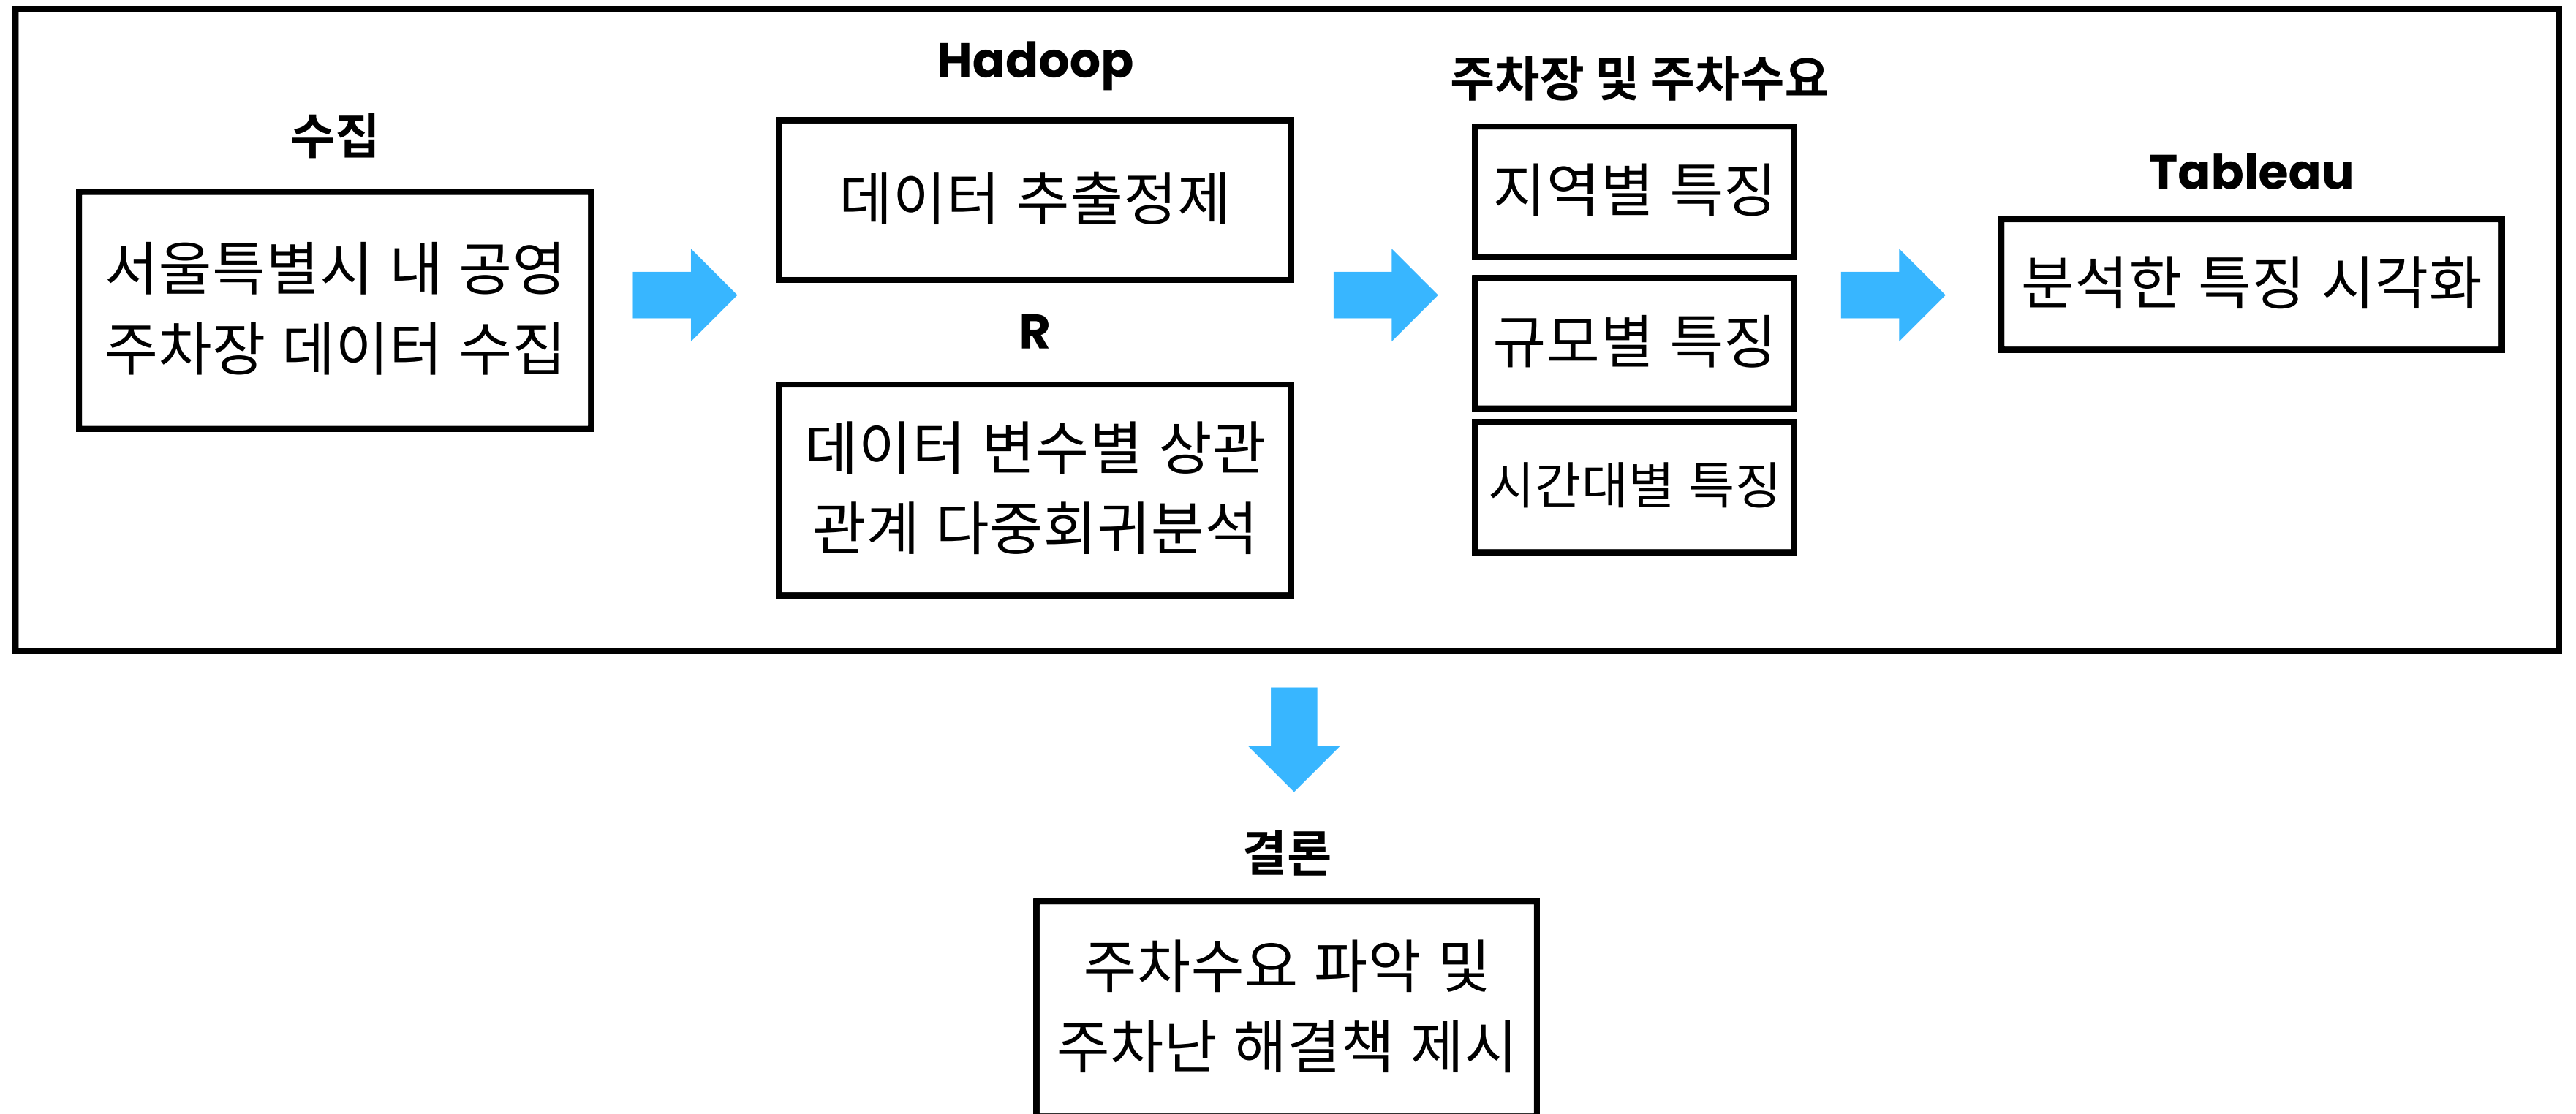 수집
서울특별시 내 공영
주차장 데이터 수집
Hadoop
데이터 추출정제
R
데이터 변수별 상관
관계 다중회귀분석
주차장 및 주차수요
지역별 특징
규모별 특징
시간대별 특징
Tableau
분석한 특징 시각화
결론
주차수요 파악 및
주차난 해결책 제시